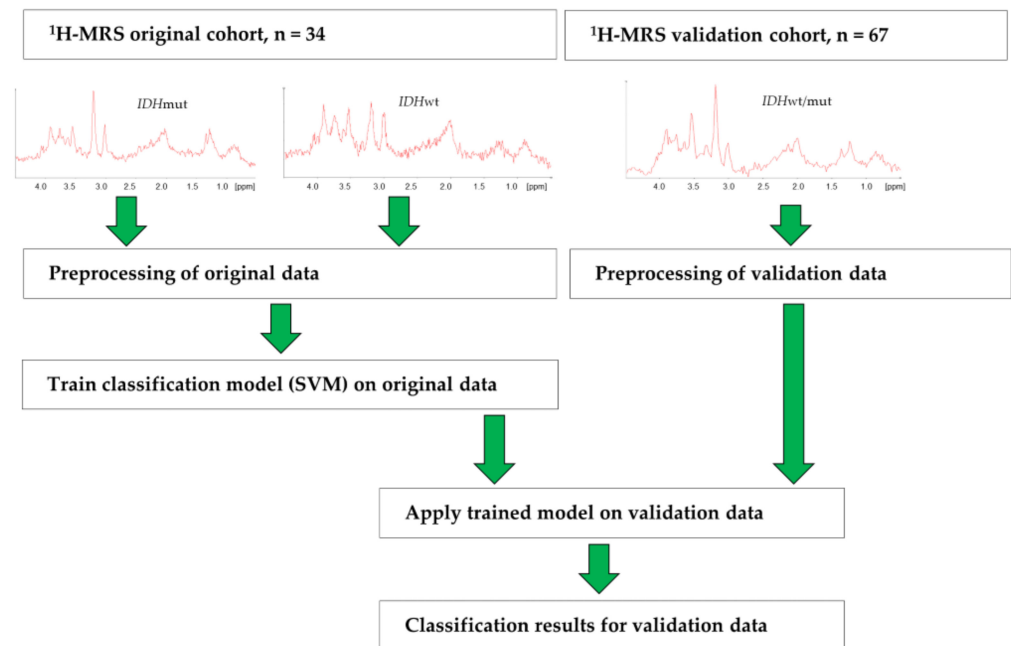 ¹H-MRS original cohort, n = 34
¹H-MRS validation cohort, n = 67
IDHmut
IDHwt
IDHwt/mut
4.0 3.5 3.0 2.5 2.0 1.5 1.0 [ppm]
4.0 3.5 3.0 2.5 2.0 1.5 1.0 [ppm]
4.0 3.5 3.0 2.5 2.0 1.5 1.0 [ppm]
Preprocessing of original data
Preprocessing of validation data
Train classification model (SVM) on original data
Apply trained model on validation data
Classification results for validation data